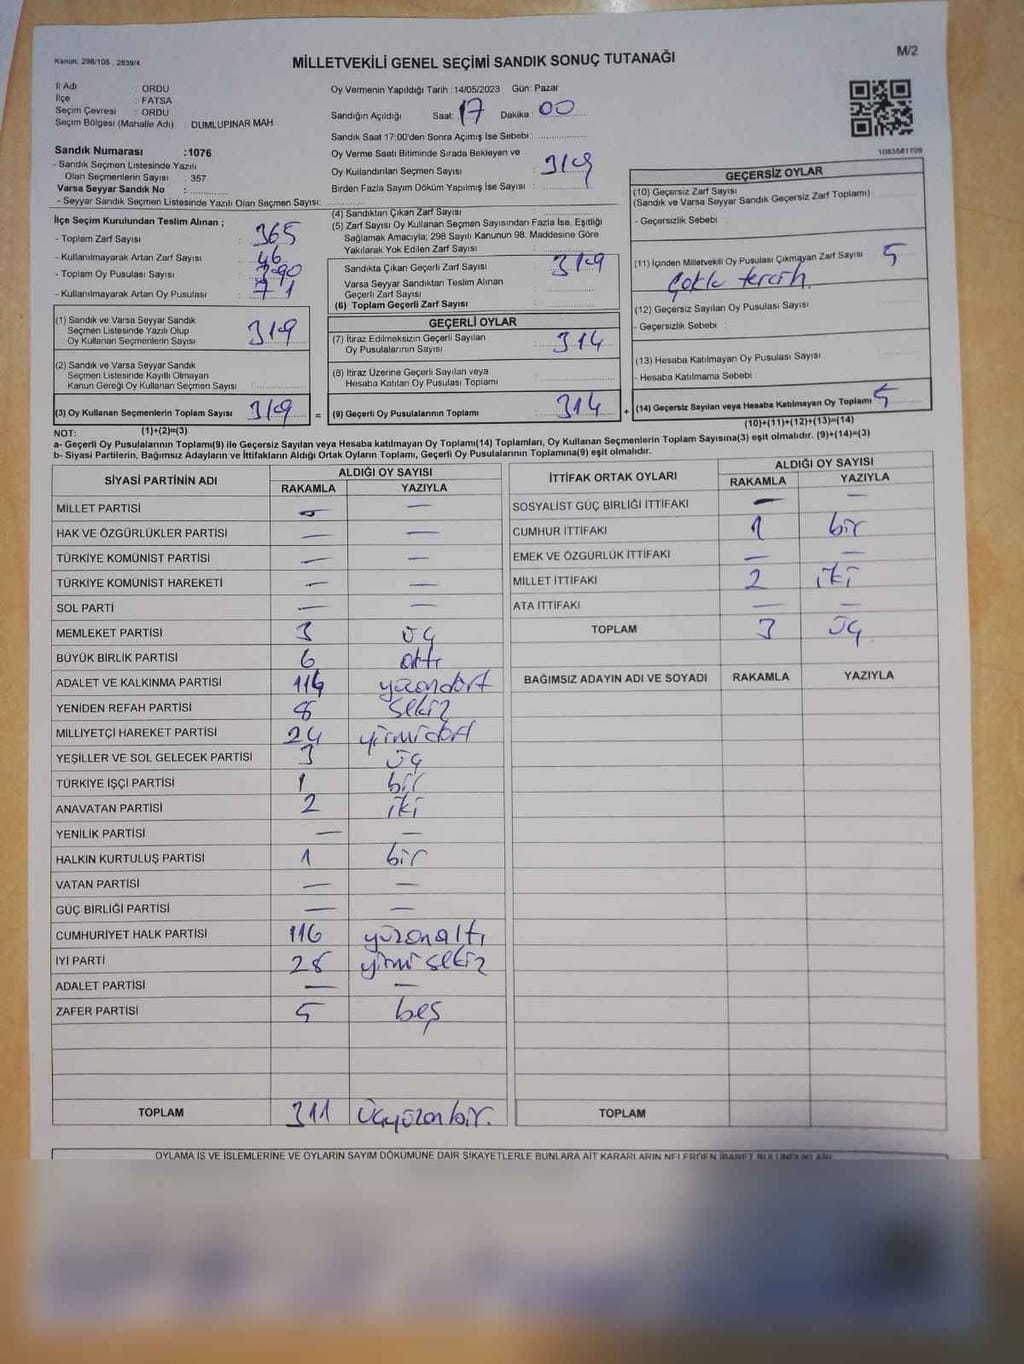 Kanun. 298/105 , 2839/4
MİLLETVEKİLİ GENEL SEÇİMİ SANDIK SONUÇ TUTANAĞI
M/2
İl Adı : ORDU
İlçe : FATSA
Seçim Çevresi : ORDU
Seçim Bölgesi (Mahalle Adı) : DUMLUPINAR MAH.
Sandık Numarası :1076
- Sandık Seçmen Listesinde Yazılı
Olan Seçmenlerin Sayısı : 357
Varsa Seyyar Sandık No :
- Seyyar Sandık Seçmen Listesinde Yazılı Olan Seçmen Sayısı:
Oy Vermenin Yapıldığı Tarih :14/05/2023 Gün: Pazar
Sandığın Açıldığı Saat: 17 Dakika: 00
Sandık Saat 17:00'den Sonra Açımış İse Sebebi :
Oy Verme Saati Bitiminde Sırada Bekleyen ve
Oy Kullandırılan Seçmen Sayısı : 319
Birden Fazla Sayım Döküm Yapılmış İse Sayısı :
1083581709
İlçe Seçim Kurulundan Teslim Alınan ;
- Toplam Zarf Sayısı : 365
- Kullanılmayarak Artan Zarf Sayısı : 46
- Toplam Oy Pusulası Sayısı : 390
- Kullanılmayarak Artan Oy Pusulası : 71
(1) Sandık ve Varsa Seyyar Sandık
Seçmen Listesinde Yazılı Olup
Oy Kullanan Seçmenlerin Sayısı : 319
(2) Sandık ve Varsa Seyyar Sandık
Seçmen Listesinde Kayıtlı Olmayan
Kanun Gereği Oy Kullanan Seçmen Sayısı :
(3) Oy Kullanan Seçmenlerin Toplam Sayısı : 319 =
(1)+(2)=(3)
(4) Sandıktan Çıkan Zarf Sayısı :
(5) Zarf Sayısı Oy Kullanan Seçmen Sayısından Fazla İse, Eşitliği
Sağlamak Amacıyla; 298 Sayılı Kanunun 98. Maddesine Göre
Yakılarak Yok Edilen Zarf Sayısı :
Sandıkta Çıkan Geçerli Zarf Sayısı : 319
Varsa Seyyar Sandıktan Teslim Alınan
Geçerli Zarf Sayısı :
(6) Toplam Geçerli Zarf Sayısı :
GEÇERLİ OYLAR
(7) İtiraz Edilmeksizin Geçerli Sayılan
Oy Pusulalarının Sayısı : 314
(8) İtiraz Üzerine Geçerli Sayılan veya
Hesaba Katılan Oy Pusulası Toplamı :
(9) Geçerli Oy Pusulalarının Toplamı : 314 +
GEÇERSİZ OYLAR
(10) Geçersiz Zarf Sayısı
(Sandık ve Varsa Seyyar Sandık Geçersiz Zarf Toplamı) :
- Geçersizlik Sebebi :
(11) İçinden Milletvekili Oy Pusulası Çıkmayan Zarf Sayısı : 5
Çoklu tercih
(12) Geçersiz Sayılan Oy Pusulası Sayısı :
- Geçersizlik Sebebi :
(13) Hesaba Katılmayan Oy Pusulası Sayısı :
- Hesaba Katılmama Sebebi :
(14) Geçersiz Sayılan veya Hesaba Katılmayan Oy Toplamı : 5
(10)+(11)+(12)+(13)=(14)
NOT:
a- Geçerli Oy Pusulalarının Toplamı(9) ile Geçersiz Sayılan veya Hesaba katılmayan Oy Toplamı(14) Toplamları, Oy Kullanan Seçmenlerin Toplam Sayısına(3) eşit olmalıdır. (9)+(14)=(3)
b- Siyasi Partilerin, Bağımsız Adayların ve İttifakların Aldığı Ortak Oyların Toplamı, Geçerli Oy Pusulalarının Toplamına(9) eşit olmalıdır.
SİYASİ PARTİNİN ADI ALDIĞI OY SAYISI
RAKAMLA YAZIYLA
MİLLET PARTİSİ — —
HAK VE ÖZGÜRLÜKLER PARTİSİ — —
TÜRKİYE KOMÜNİST PARTİSİ — —
TÜRKİYE KOMÜNİST HAREKETİ — —
SOL PARTİ — —
MEMLEKET PARTİSİ 3 üç
BÜYÜK BİRLİK PARTİSİ 6 altı
ADALET VE KALKINMA PARTİSİ 114 yüzondört
YENİDEN REFAH PARTİSİ 8 sekiz
MİLLİYETÇİ HAREKET PARTİSİ 24 yirmidört
YEŞİLLER VE SOL GELECEK PARTİSİ 3 üç
TÜRKİYE İŞÇİ PARTİSİ 1 bir
ANAVATAN PARTİSİ 2 iki
YENİLİK PARTİSİ — —
HALKIN KURTULUŞ PARTİSİ 1 bir
VATAN PARTİSİ — —
GÜÇ BİRLİĞİ PARTİSİ — —
CUMHURİYET HALK PARTİSİ 116 yüzonaltı
İYİ PARTİ 28 yirmi sekiz
ADALET PARTİSİ — —
ZAFER PARTİSİ 5 beş
TOPLAM 311 Üçyüzonbir.
İTTİFAK ORTAK OYLARI ALDIĞI OY SAYISI
RAKAMLA YAZIYLA
SOSYALİST GÜÇ BİRLİĞİ İTTİFAKI — —
CUMHUR İTTİFAKI 1 bir
EMEK VE ÖZGÜRLÜK İTTİFAKI — —
MİLLET İTTİFAKI 2 iki
ATA İTTİFAKI — —
TOPLAM 3 üç
BAĞIMSIZ ADAYIN ADI VE SOYADI RAKAMLA YAZIYLA
TOPLAM
OYLAMA İŞ VE İŞLEMLERİNE VE OYLARIN SAYIM DÖKÜMÜNE DAİR ŞİKAYETLERLE BUNLARA AİT KARARLARIN NELERDEN İBARET BULUNDUKLARI